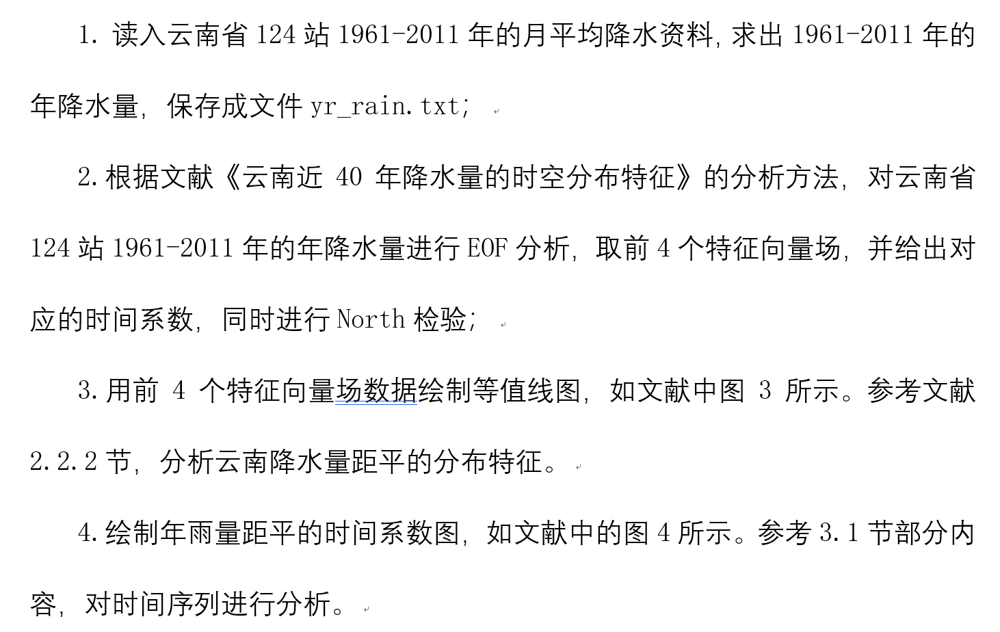 1. 读入云南省 124 站 1961-2011 年的月平均降水资料, 求出 1961-2011 年的
年降水量, 保存成文件 yr_rain.txt;
2. 根据文献《云南近 40 年降水量的时空分布特征》的分析方法, 对云南省
124 站 1961-2011 年的年降水量进行 EOF 分析, 取前 4 个特征向量场, 并给出对
应的时间系数, 同时进行 North 检验;
3. 用前 4 个特征向量场数据绘制等值线图, 如文献中图 3 所示。参考文献
2.2.2 节, 分析云南降水量距平的分布特征。
4. 绘制年雨量距平的时间系数图, 如文献中的图 4 所示。参考 3.1 节部分内
容, 对时间序列进行分析。